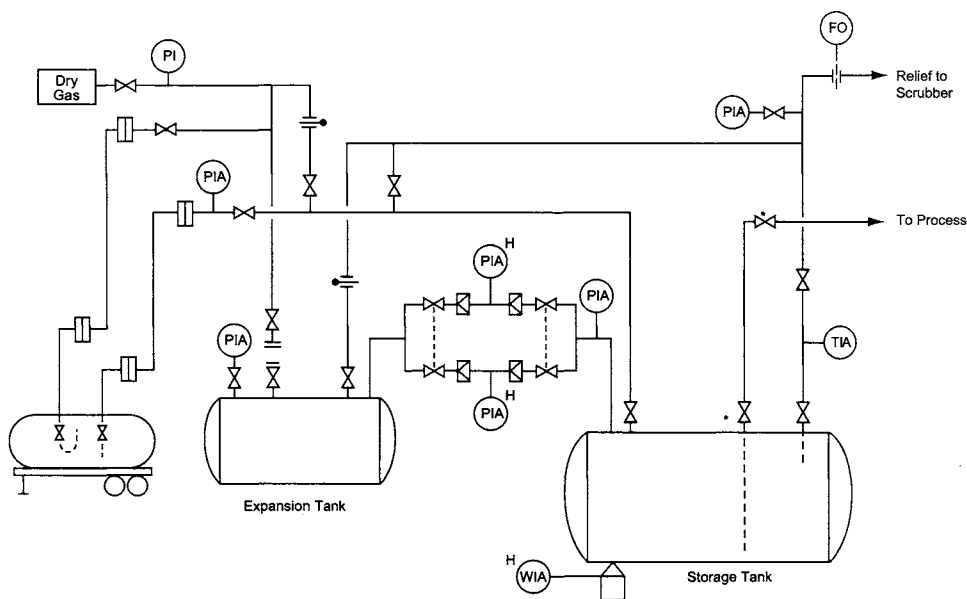 FO
PI
Dry
Gas
Relief to
Scrubber
PIA
PIA
To Process
H
PIA
PIA
PIA
TIA
PIA
H
Expansion Tank
H
WIA
Storage Tank